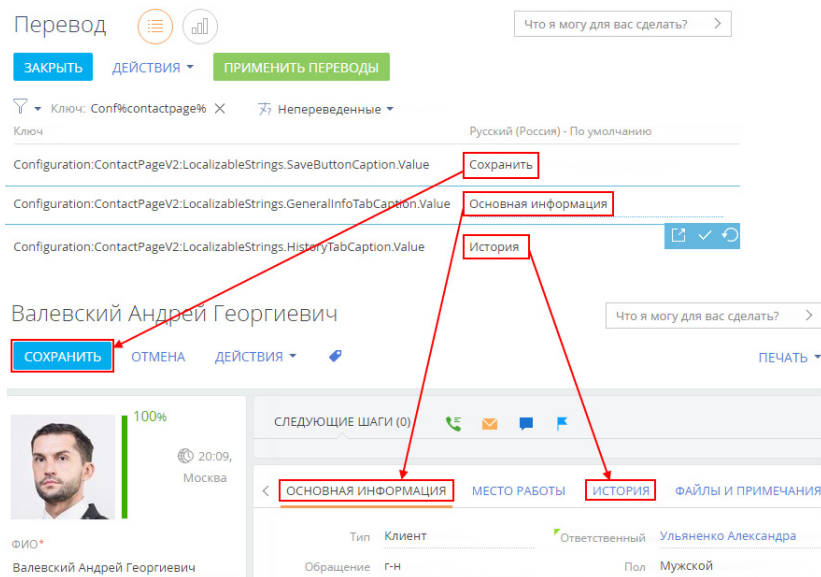 Перевод
Что я могу для вас сделать?
ЗАКРЫТЬ ДЕЙСТВИЯ ПРИМЕНИТЬ ПЕРЕВОДЫ
Ключ: Conf%contactpage% Непереведенные
Ключ Русский (Россия) - По умолчанию
Configuration:ContactPageV2:LocalizableStrings.SaveButtonCaption.Value Сохранить
Configuration:ContactPageV2:LocalizableStrings.GeneralInfoTabCaption.Value Основная информация
Configuration:ContactPageV2:LocalizableStrings.HistoryTabCaption.Value История
Валевский Андрей Георгиевич
Что я могу для вас сделать?
СОХРАНИТЬ ОТМЕНА ДЕЙСТВИЯ ПЕЧАТЬ
100%
СЛЕДУЮЩИЕ ШАГИ (0)
20:09,
Москва
ОСНОВНАЯ ИНФОРМАЦИЯ МЕСТО РАБОТЫ ИСТОРИЯ ФАЙЛЫ И ПРИМЕЧАНИЯ
Тип Клиент Ответственный Ульяненко Александра
ФИО*
Валевский Андрей Георгиевич
Обращение г-н Пол Мужской